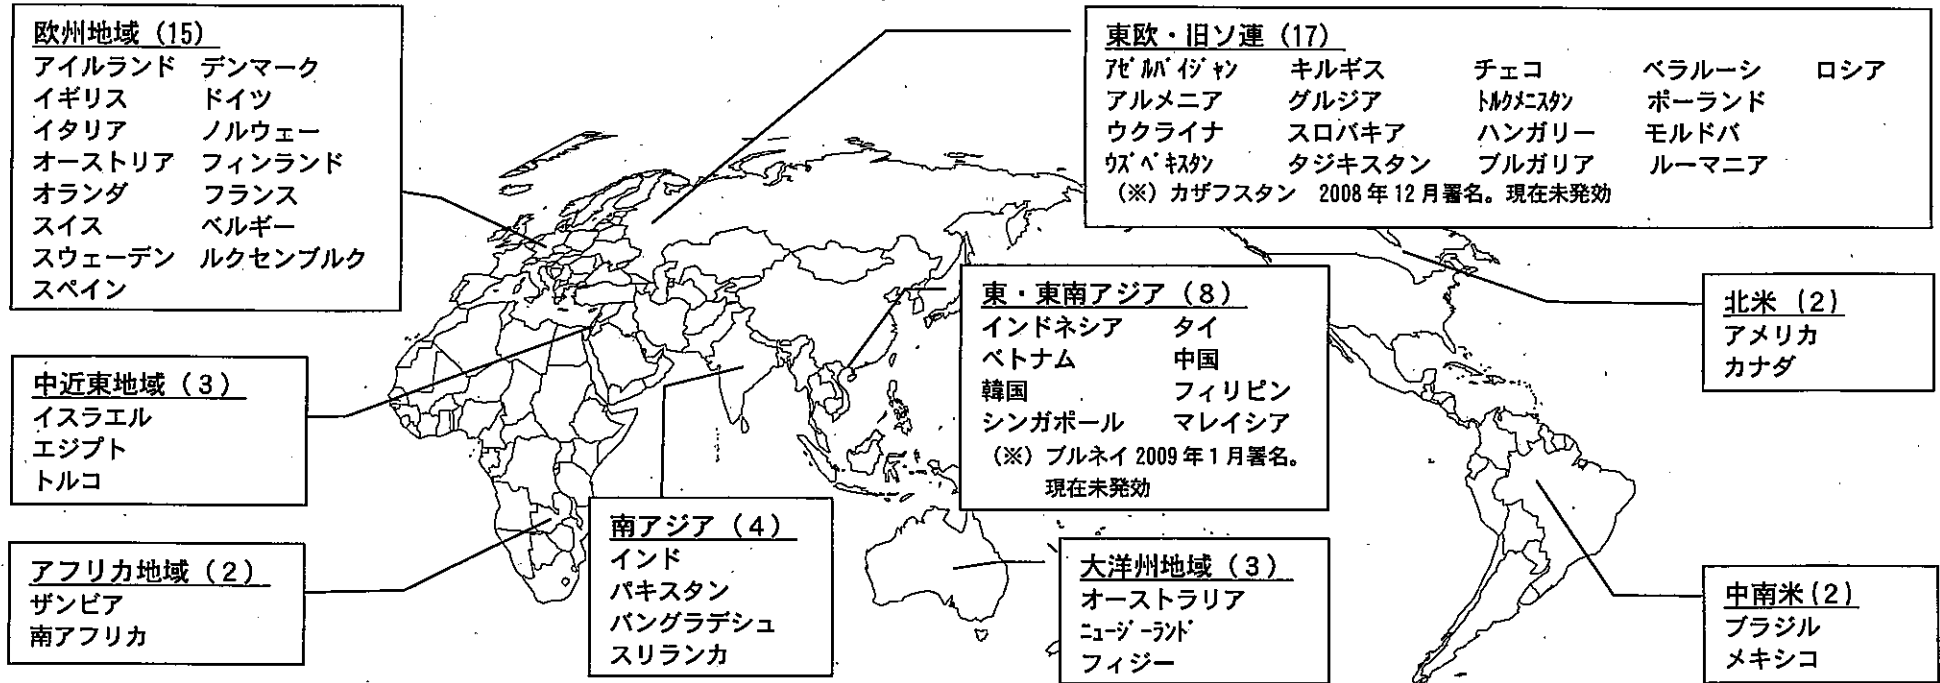 欧州地域 (15)
アイルランド デンマーク
イギリス ドイツ
イタリア ノルウェー
オーストリア フィンランド
オランダ フランス
スイス ベルギー
スウェーデン ルクセンブルク
スペイン
東欧・旧ソ連 (17)
ｱｾﾞﾙﾊﾞｲｼﾞｬﾝ キルギス チェコ ベラルーシ ロシア
アルメニア グルジア ﾄﾙｸﾒﾆｽﾀﾝ ポーランド
ウクライナ スロバキア ハンガリー モルドバ
ｳｽﾞﾍﾞｷｽﾀﾝ タジキスタン ブルガリア ルーマニア
(※) カザフスタン 2008年12月署名。現在未発効
東・東南アジア (8)
インドネシア タイ
ベトナム 中国
韓国 フィリピン
シンガポール マレイシア
(※) ブルネイ 2009年1月署名。
現在未発効
北米 (2)
アメリカ
カナダ
中近東地域 (3)
イスラエル
エジプト
トルコ
南アジア (4)
インド
パキスタン
バングラデシュ
スリランカ
アフリカ地域 (2)
ザンビア
南アフリカ
大洋州地域 (3)
オーストラリア
ﾆｭｰｼﾞｰﾗﾝﾄﾞ
フィジー
中南米 (2)
ブラジル
メキシコ